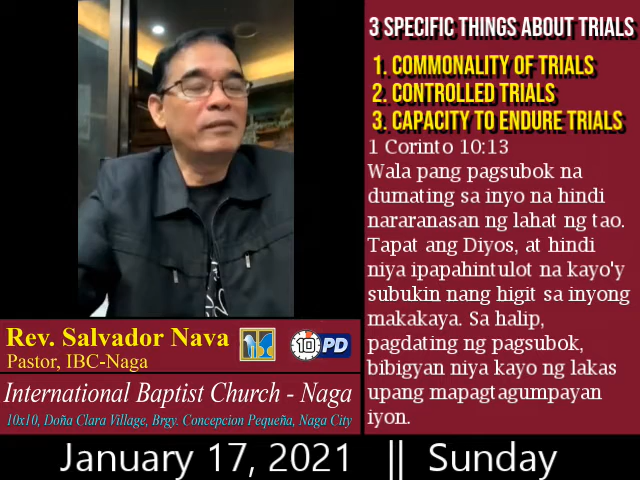 3 SPECIFIC THINGS ABOUT TRIALS
1. COMMONALITY OF TRIALS
2. CONTROLLED TRIALS
3. CAPACITY TO ENDURE TRIALS
1 Corinto 10:13
Wala pang pagsubok na
dumating sa inyo na hindi
nararanasan ng lahat ng tao.
Tapat ang Diyos, at hindi
niya ipapahintulot na kayo'y
subukin nang higit sa inyong
makakaya. Sa halip,
pagdating ng pagsubok,
bibigyan niya kayo ng lakas
upang mapagtagumpayan
iyon.
Rev. Salvador Nava
Pastor, IBC-Naga
10 PD
International Baptist Church - Naga
10x10, Doña Clara Village, Brgy. Concepcion Pequeña, Naga City
January 17, 2021 || Sunday